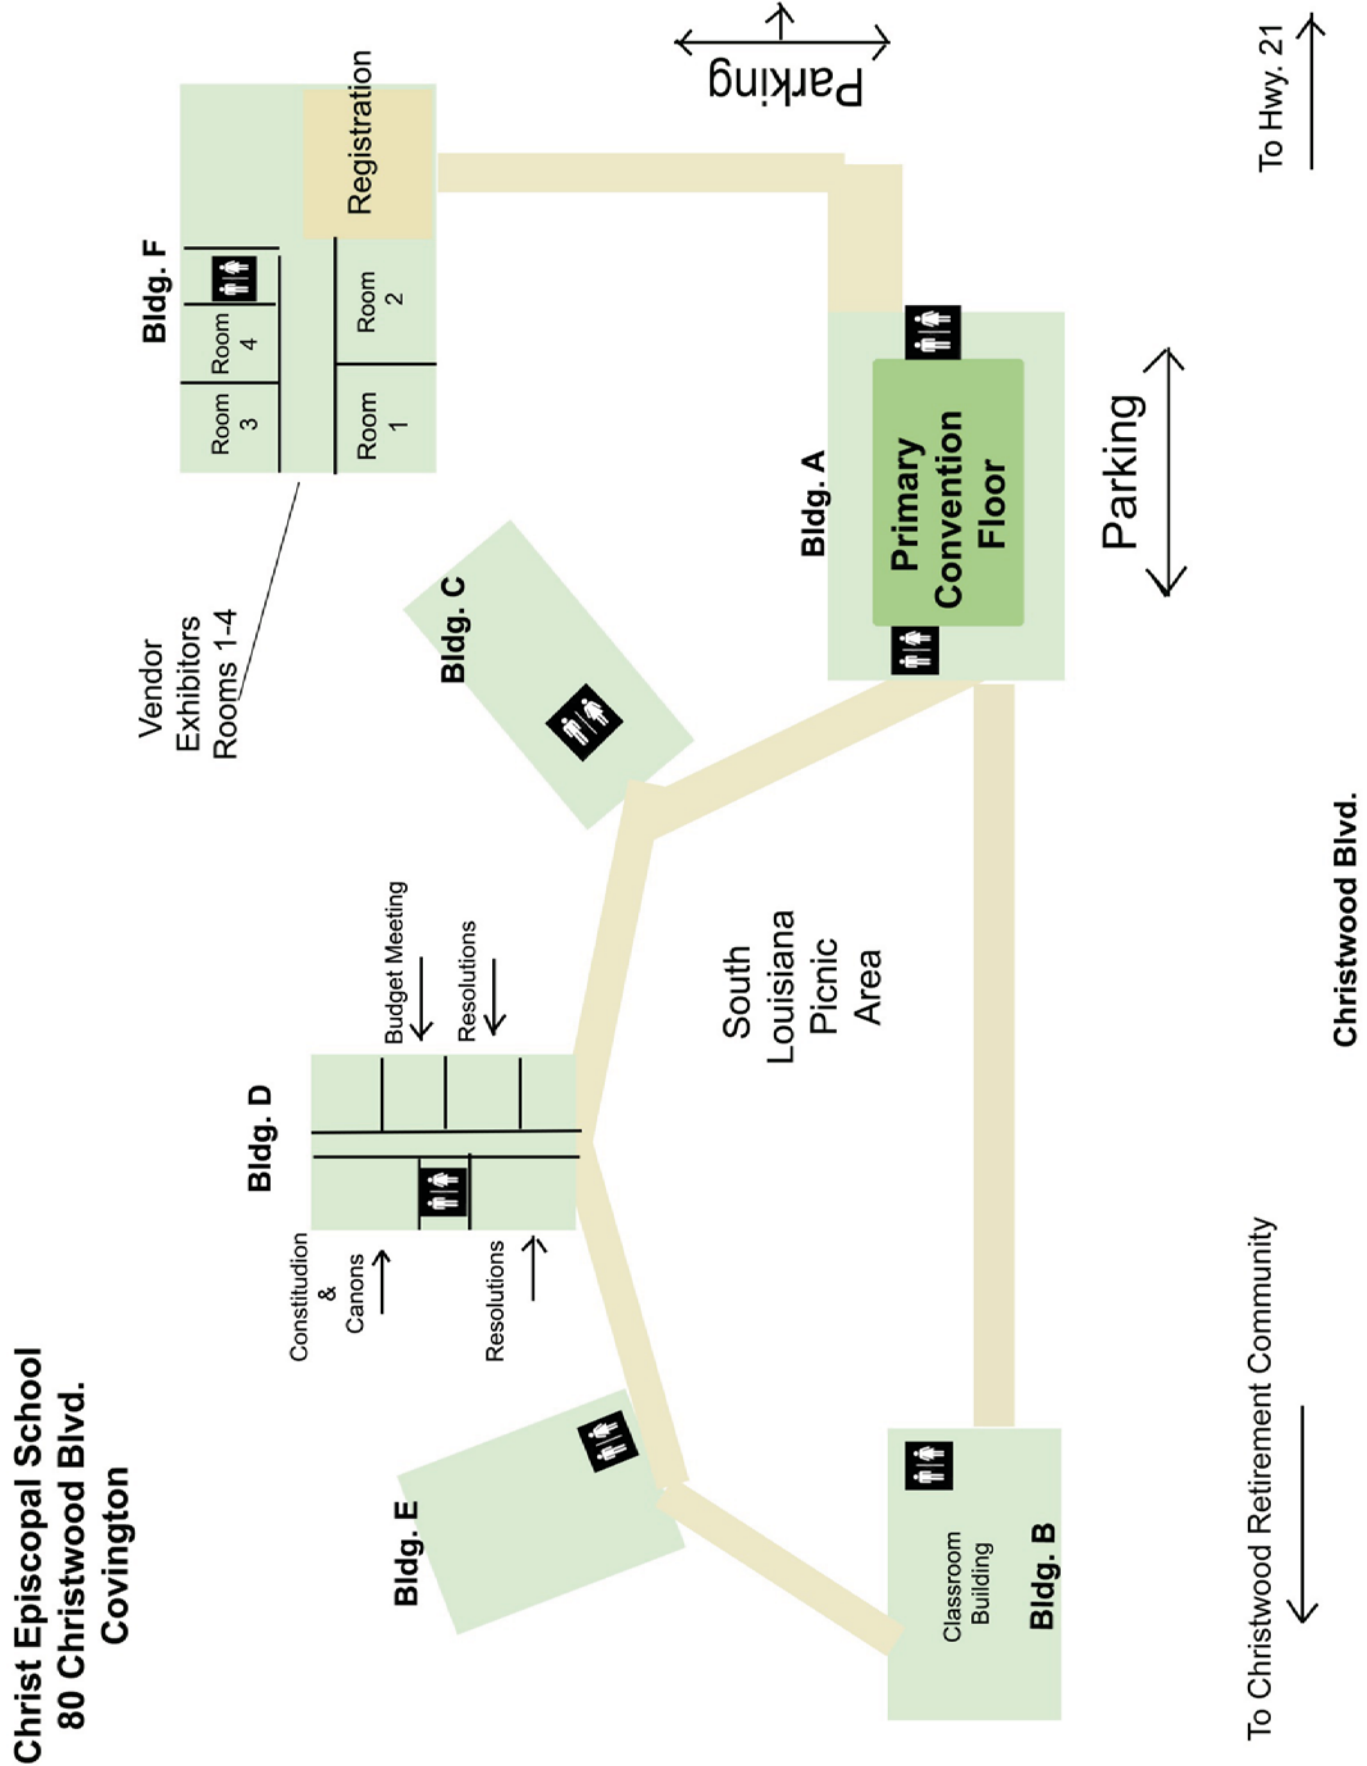 Christ Episcopal School
80 Christwood Blvd.
Covington
Bldg. E
Constitudion
&
Canons
Resolutions
Bldg. D
Budget Meeting
Resolutions
Vendor
Exhibitors
Rooms 1-4
Bldg. C
Bldg. F
Room
3
Room
4
Room
1
Room
2
Registration
Parking
South
Louisiana
Picnic
Area
Bldg. A
Primary
Convention
Floor
Parking
Classroom
Building
Bldg. B
To Christwood Retirement Community
Christwood Blvd.
To Hwy. 21